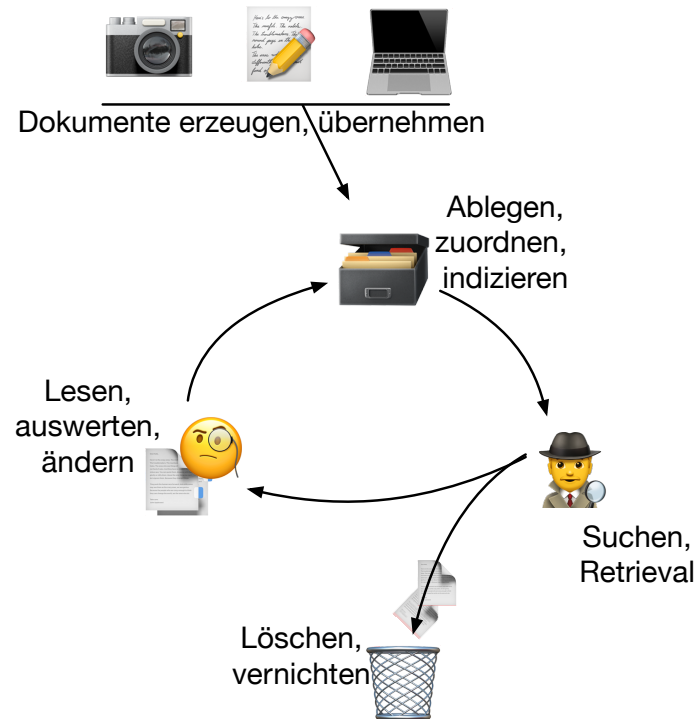 Dokumente erzeugen, übernehmen
Ablegen,
zuordnen,
indizieren
Lesen,
auswerten,
ändern
Suchen,
Retrieval
Löschen,
vernichten